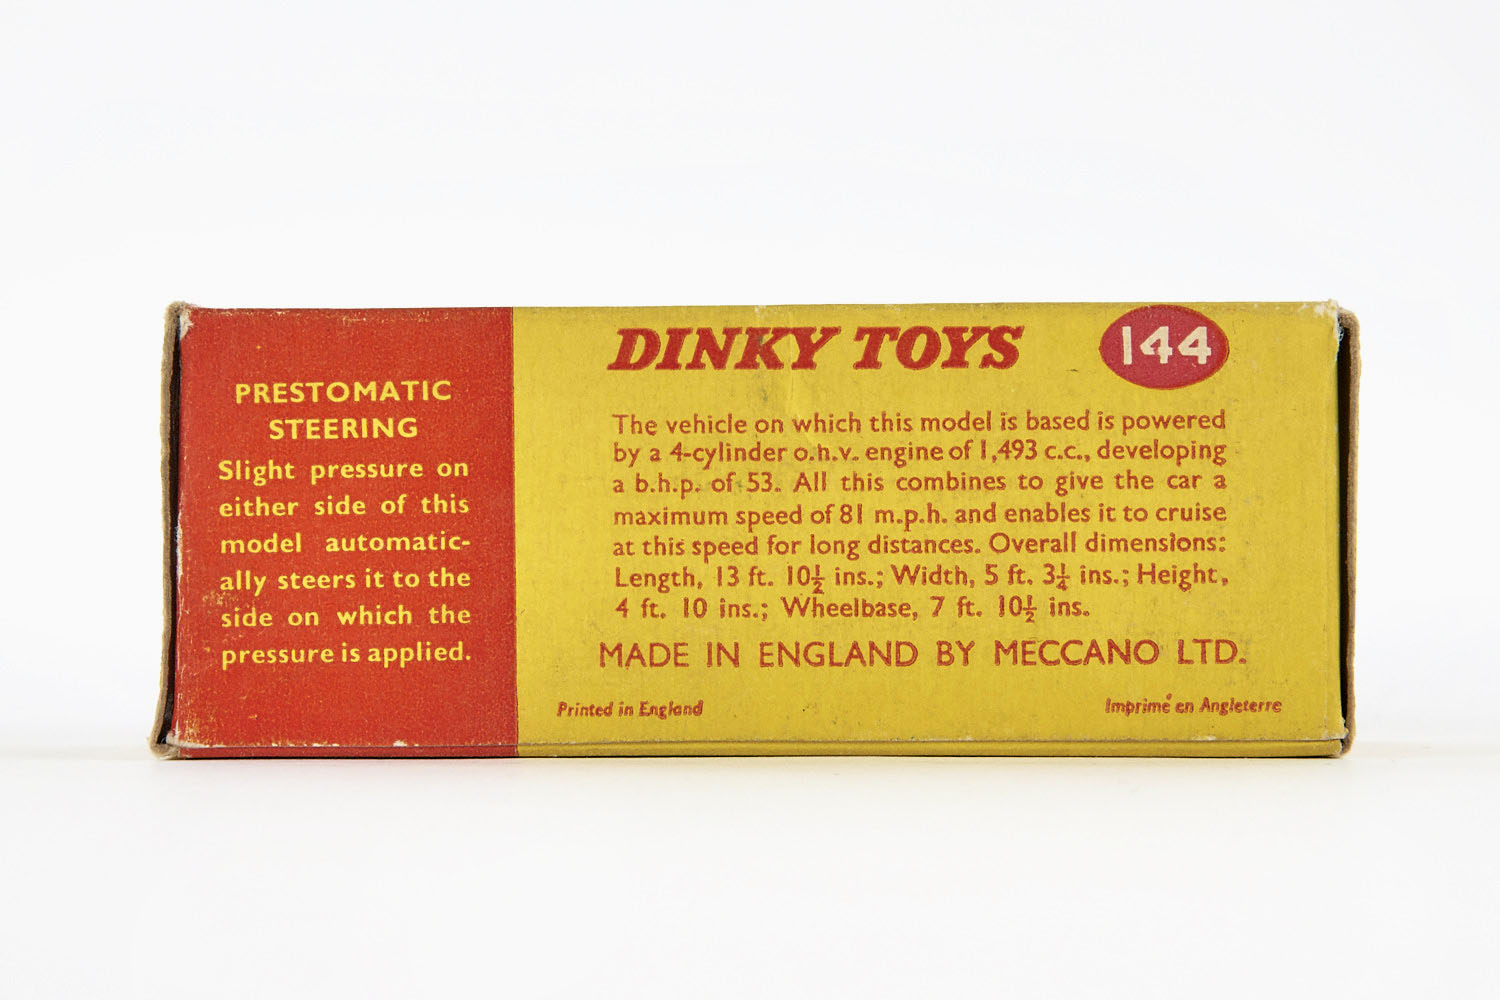 PRESTOMATIC
STEERING
Slight pressure on
either side of this
model automatic-
ally steers it to the
side on which the
pressure is applied.
DINKY TOYS
144
The vehicle on which this model is based is powered
by a 4-cylinder o.h.v. engine of 1,493 c.c., developing
a b.h.p. of 53. All this combines to give the car a
maximum speed of 81 m.p.h. and enables it to cruise
at this speed for long distances. Overall dimensions:
Length, 13 ft. 10½ ins.; Width, 5 ft. 3¼ ins.; Height,
4 ft. 10 ins.; Wheelbase, 7 ft. 10½ ins.
MADE IN ENGLAND BY MECCANO LTD.
Printed in England
Imprimé en Angleterre